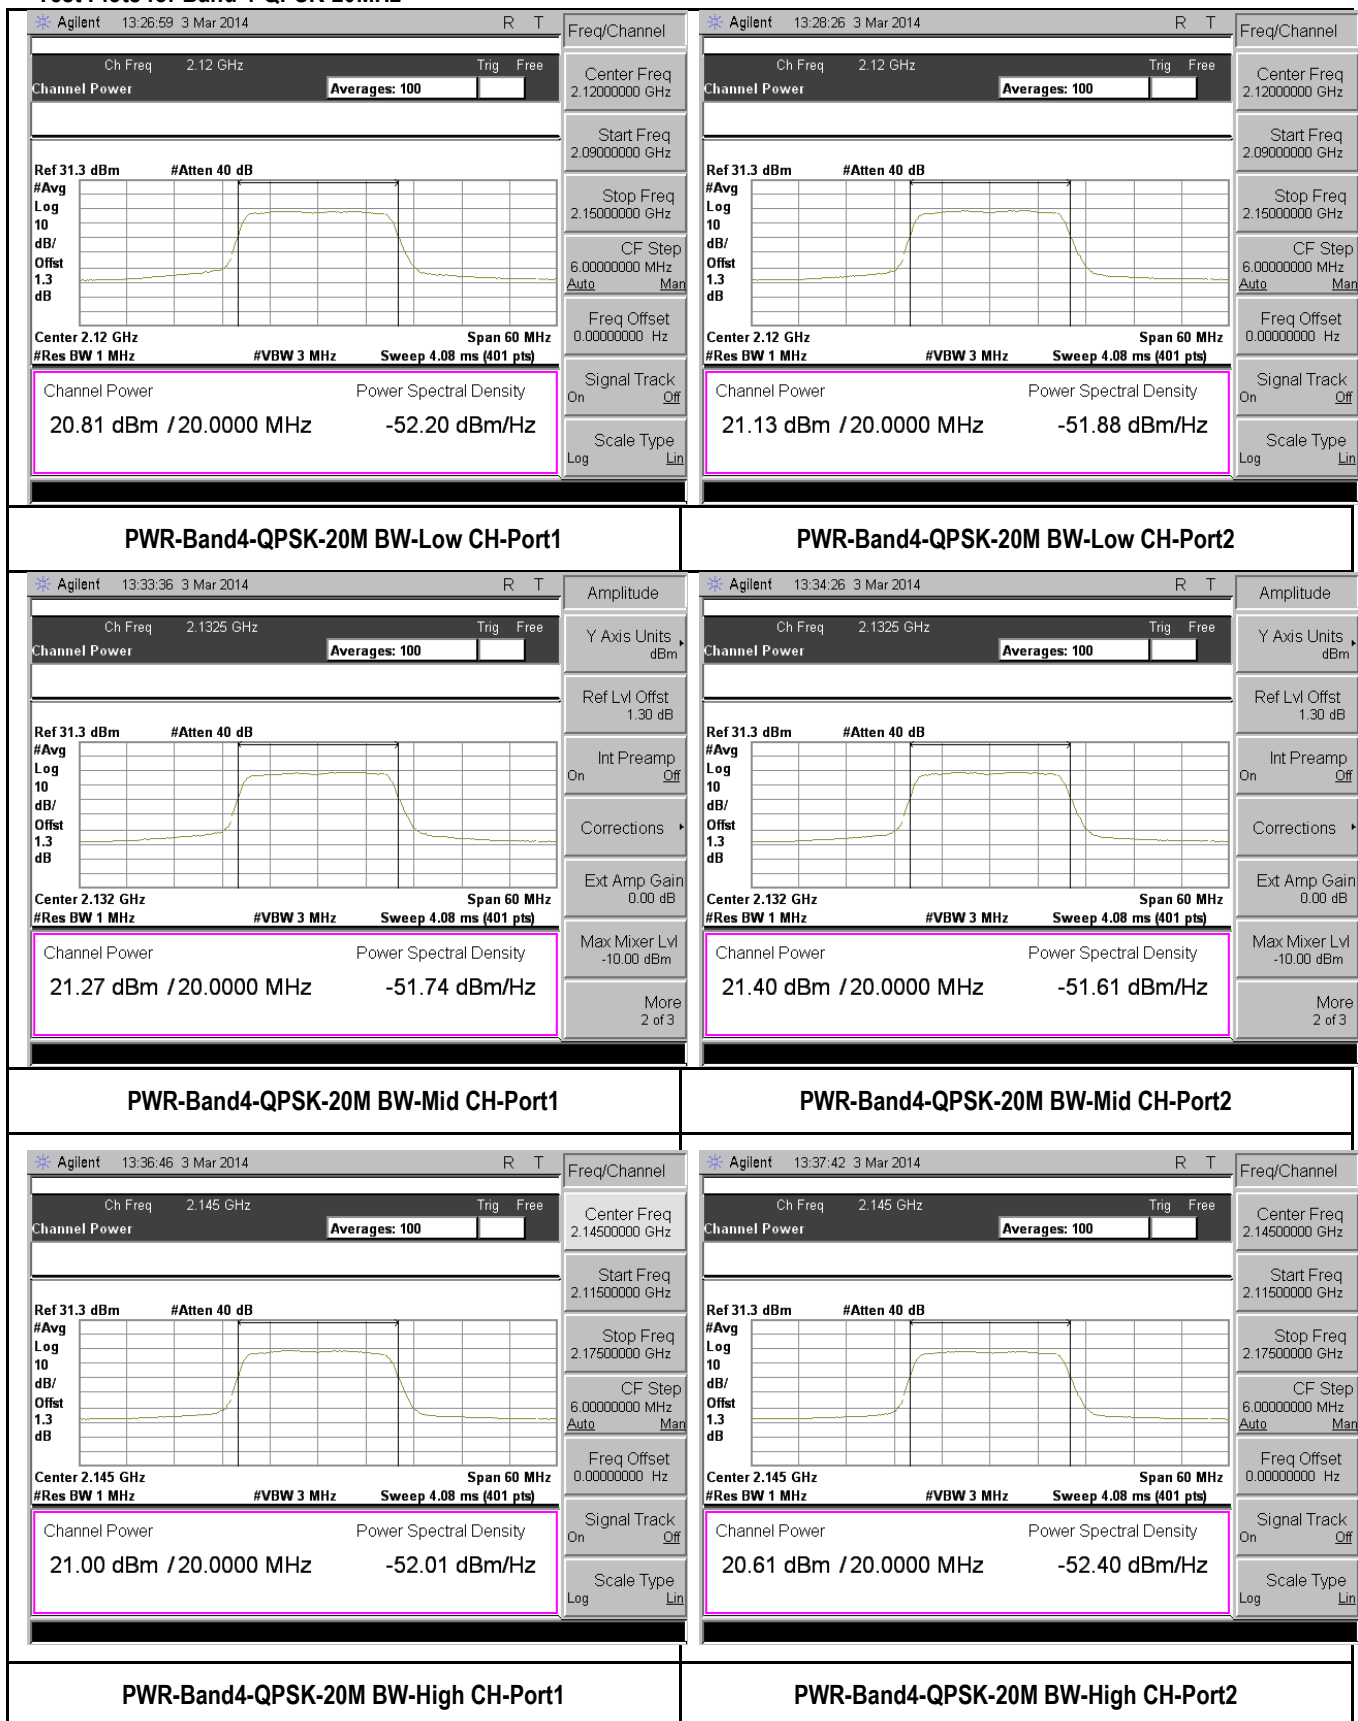 Test Plots for Band 4 QPSK 20MHz
Agilent 13:26:59 3 Mar 2014 R T
Freq/Channel
Ch Freq 2.12 GHz Trig Free
Channel Power Averages: 100
Center Freq
2.12000000 GHz
Start Freq
2.09000000 GHz
Stop Freq
2.15000000 GHz
CF Step
6.00000000 MHz
Auto Man
Freq Offset
0.00000000 Hz
Signal Track
On Off
Scale Type
Log Lin
Ref 31.3 dBm #Atten 40 dB
#Avg
Log
10
dB/
Offst
1.3
dB
Center 2.12 GHz Span 60 MHz
#Res BW 1 MHz #VBW 3 MHz Sweep 4.08 ms (401 pts)
Channel Power Power Spectral Density
20.81 dBm / 20.0000 MHz -52.20 dBm/Hz
Agilent 13:28:26 3 Mar 2014 R T
Freq/Channel
Ch Freq 2.12 GHz Trig Free
Channel Power Averages: 100
Center Freq
2.12000000 GHz
Start Freq
2.09000000 GHz
Stop Freq
2.15000000 GHz
CF Step
6.00000000 MHz
Auto Man
Freq Offset
0.00000000 Hz
Signal Track
On Off
Scale Type
Log Lin
Ref 31.3 dBm #Atten 40 dB
#Avg
Log
10
dB/
Offst
1.3
dB
Center 2.12 GHz Span 60 MHz
#Res BW 1 MHz #VBW 3 MHz Sweep 4.08 ms (401 pts)
Channel Power Power Spectral Density
21.13 dBm / 20.0000 MHz -51.88 dBm/Hz
PWR-Band4-QPSK-20M BW-Low CH-Port1
PWR-Band4-QPSK-20M BW-Low CH-Port2
Agilent 13:33:36 3 Mar 2014 R T
Amplitude
Ch Freq 2.1325 GHz Trig Free
Channel Power Averages: 100
Y Axis Units
dBm
Ref Lvl Offst
1.30 dB
Int Preamp
On Off
Corrections
Ext Amp Gain
0.00 dB
Max Mixer Lvl
-10.00 dBm
More
2 of 3
Ref 31.3 dBm #Atten 40 dB
#Avg
Log
10
dB/
Offst
1.3
dB
Center 2.132 GHz Span 60 MHz
#Res BW 1 MHz #VBW 3 MHz Sweep 4.08 ms (401 pts)
Channel Power Power Spectral Density
21.27 dBm / 20.0000 MHz -51.74 dBm/Hz
Agilent 13:34:26 3 Mar 2014 R T
Amplitude
Ch Freq 2.1325 GHz Trig Free
Channel Power Averages: 100
Y Axis Units
dBm
Ref Lvl Offst
1.30 dB
Int Preamp
On Off
Corrections
Ext Amp Gain
0.00 dB
Max Mixer Lvl
-10.00 dBm
More
2 of 3
Ref 31.3 dBm #Atten 40 dB
#Avg
Log
10
dB/
Offst
1.3
dB
Center 2.132 GHz Span 60 MHz
#Res BW 1 MHz #VBW 3 MHz Sweep 4.08 ms (401 pts)
Channel Power Power Spectral Density
21.40 dBm / 20.0000 MHz -51.61 dBm/Hz
PWR-Band4-QPSK-20M BW-Mid CH-Port1
PWR-Band4-QPSK-20M BW-Mid CH-Port2
Agilent 13:36:46 3 Mar 2014 R T
Freq/Channel
Ch Freq 2.145 GHz Trig Free
Channel Power Averages: 100
Center Freq
2.14500000 GHz
Start Freq
2.11500000 GHz
Stop Freq
2.17500000 GHz
CF Step
6.00000000 MHz
Auto Man
Freq Offset
0.00000000 Hz
Signal Track
On Off
Scale Type
Log Lin
Ref 31.3 dBm #Atten 40 dB
#Avg
Log
10
dB/
Offst
1.3
dB
Center 2.145 GHz Span 60 MHz
#Res BW 1 MHz #VBW 3 MHz Sweep 4.08 ms (401 pts)
Channel Power Power Spectral Density
21.00 dBm / 20.0000 MHz -52.01 dBm/Hz
Agilent 13:37:42 3 Mar 2014 R T
Freq/Channel
Ch Freq 2.145 GHz Trig Free
Channel Power Averages: 100
Center Freq
2.14500000 GHz
Start Freq
2.11500000 GHz
Stop Freq
2.17500000 GHz
CF Step
6.00000000 MHz
Auto Man
Freq Offset
0.00000000 Hz
Signal Track
On Off
Scale Type
Log Lin
Ref 31.3 dBm #Atten 40 dB
#Avg
Log
10
dB/
Offst
1.3
dB
Center 2.145 GHz Span 60 MHz
#Res BW 1 MHz #VBW 3 MHz Sweep 4.08 ms (401 pts)
Channel Power Power Spectral Density
20.61 dBm / 20.0000 MHz -52.40 dBm/Hz
PWR-Band4-QPSK-20M BW-High CH-Port1
PWR-Band4-QPSK-20M BW-High CH-Port2